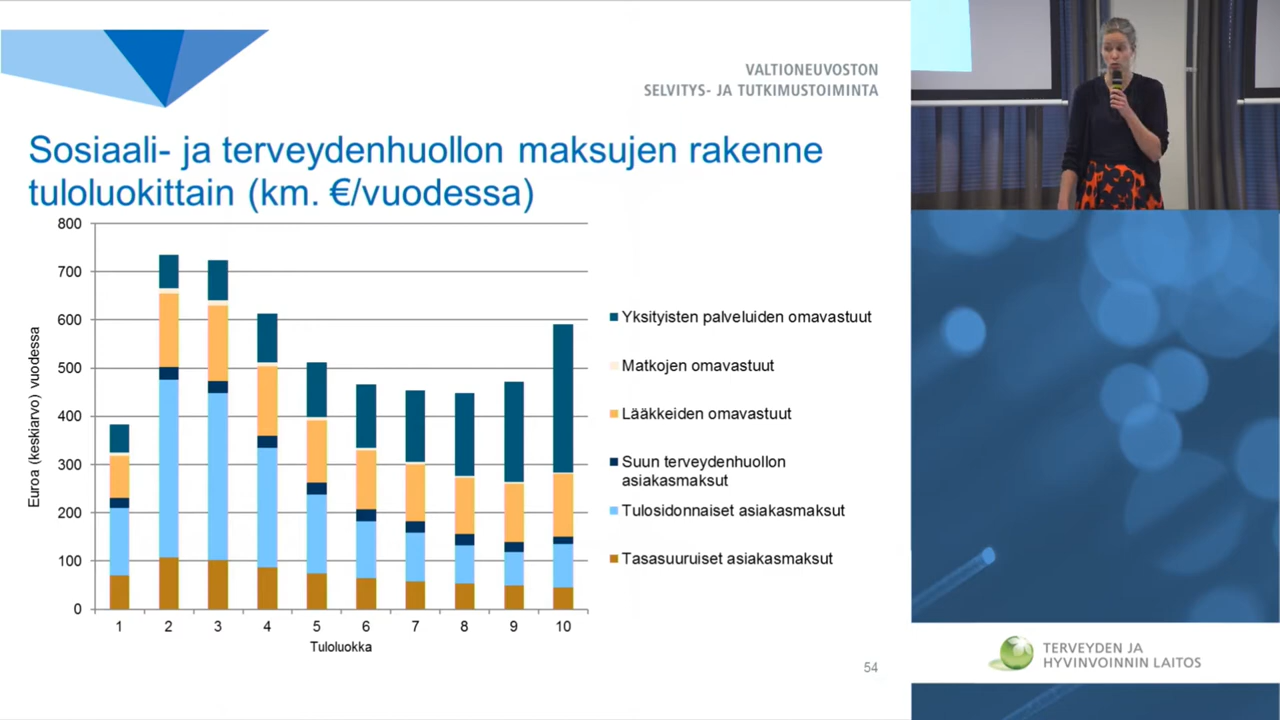 VALTIONEUVOSTON
SELVITYS- JA TUTKIMUSTOIMINTA
Sosiaali- ja terveydenhuollon maksujen rakenne
tuloluokittain (km. €/vuodessa)
Euroa (keskiarvo) vuodessa
800
700
600
500
400
300
200
100
0
1 2 3 4 5 6 7 8 9 10
Tuloluokka
Yksityisten palveluiden omavastuut
Matkojen omavastuut
Lääkkeiden omavastuut
Suun terveydenhuollon
asiakasmaksut
Tulosidonnaiset asiakasmaksut
Tasasuuruiset asiakasmaksut
54
TERVEYDEN JA
HYVINVOINNIN LAITOS